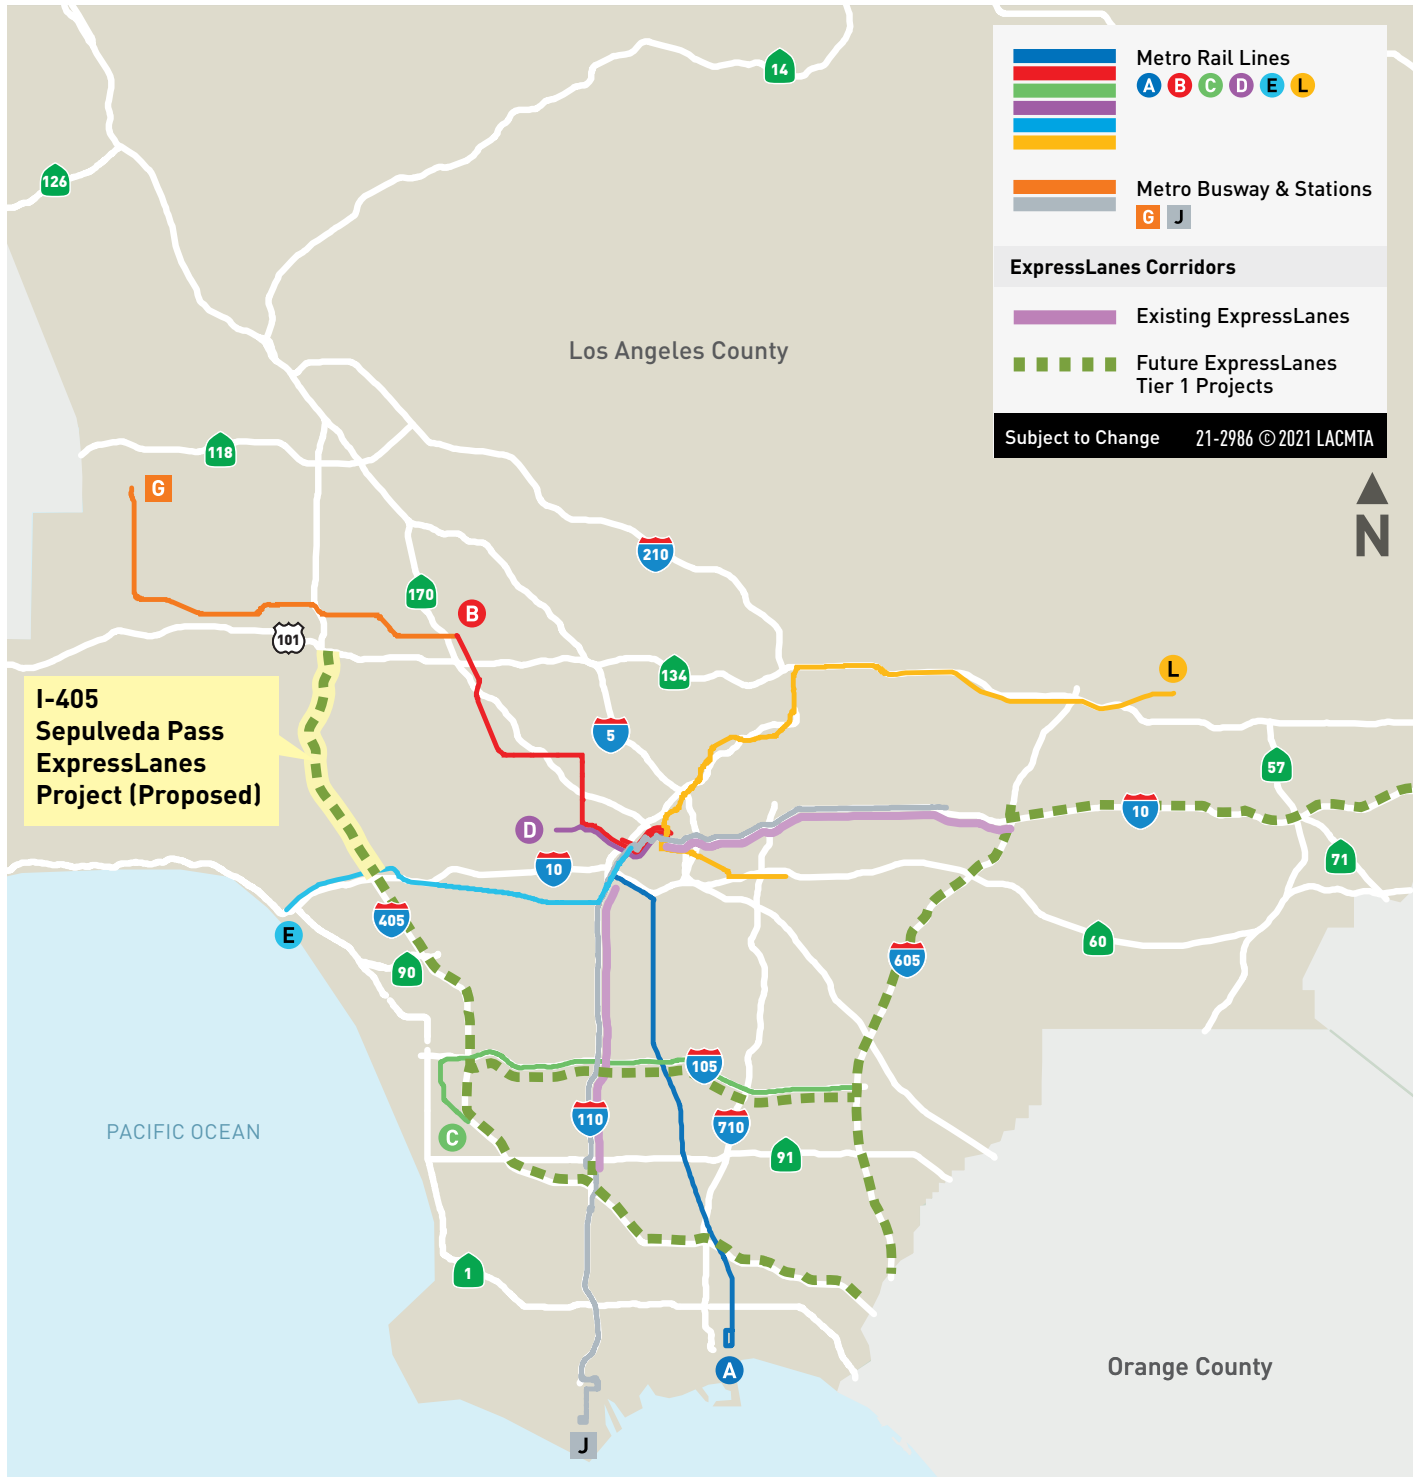 14
Metro Rail Lines
A B C D E L
126
Metro Busway & Stations
G J
ExpressLanes Corridors
Existing ExpressLanes
Future ExpressLanes
Tier 1 Projects
Subject to Change 21-2986 © 2021 LACMTA
Los Angeles County
118
G
N
210
170
B
101
134
L
I-405
Sepulveda Pass
ExpressLanes
Project (Proposed)
5
57
10
D
10
71
405
E
60
90
605
105
110
710
PACIFIC OCEAN
C
91
1
Orange County
A
J